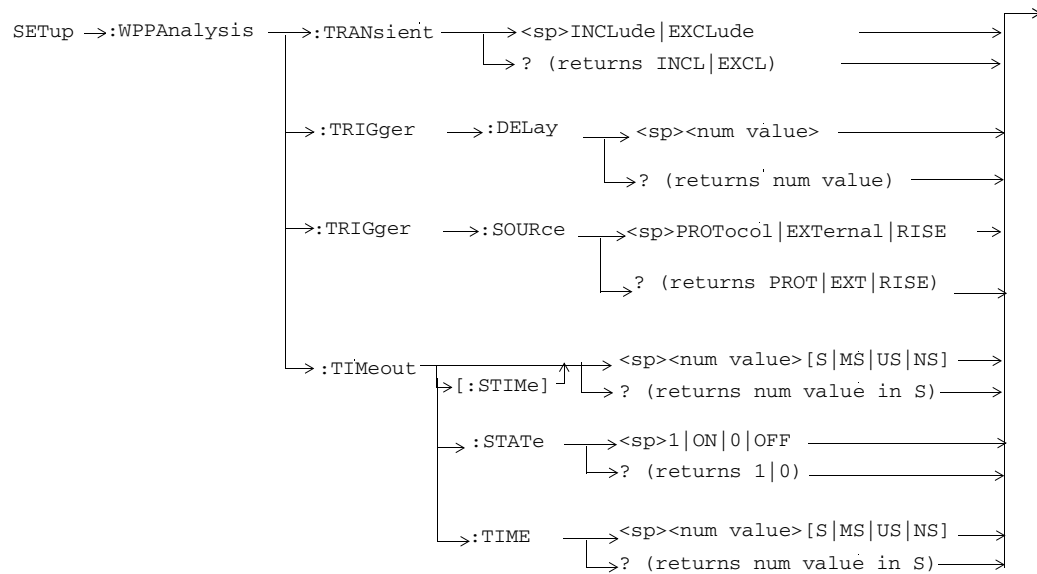 SETup :WPPAnalysis :TRANsient <sp>INCLude|EXCLude
? (returns INCL|EXCL)
:TRIGger :DELay <sp><num value>
? (returns num value)
:TRIGger :SOURce <sp>PROTocol|EXTernal|RISE
? (returns PROT|EXT|RISE)
:TIMeout <sp><num value>[S|MS|US|NS]
[:STIMe] ? (returns num value in S)
:STATe <sp>1|ON|0|OFF
? (returns 1|0)
:TIME <sp><num value>[S|MS|US|NS]
? (returns num value in S)